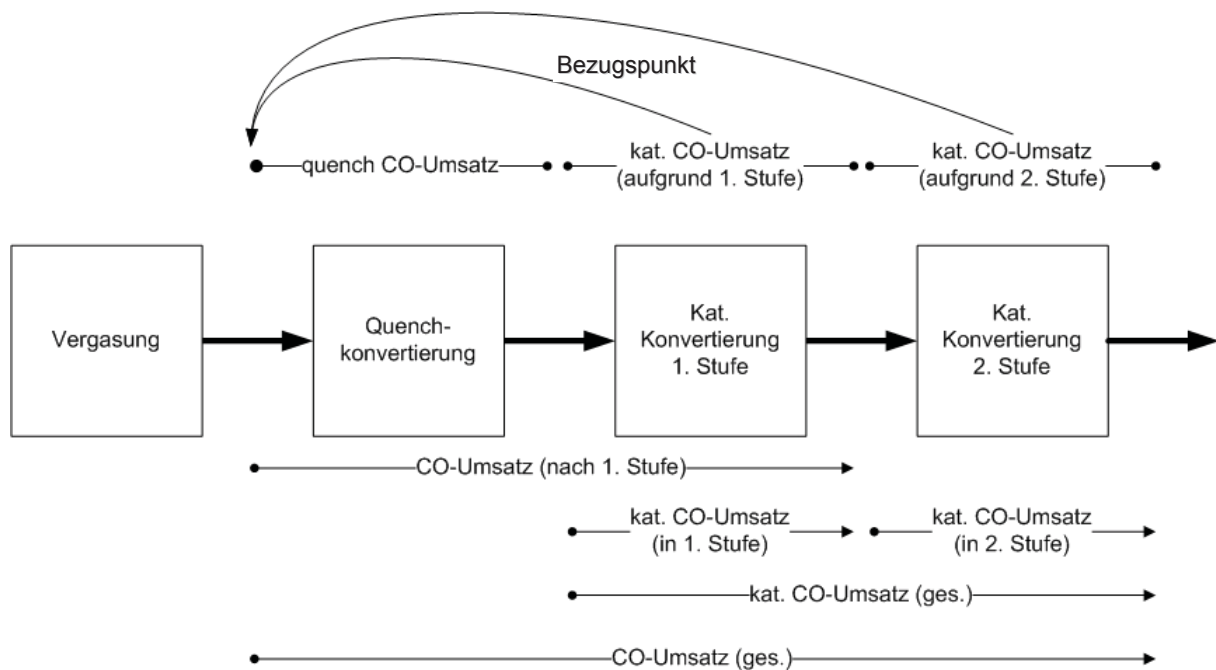 Bezugspunkt
quench CO-Umsatz
kat. CO-Umsatz
(aufgrund 1. Stufe)
kat. CO-Umsatz
(aufgrund 2. Stufe)
Vergasung
Quench-
konvertierung
Kat.
Konvertierung
1. Stufe
Kat.
Konvertierung
2. Stufe
CO-Umsatz (nach 1. Stufe)
kat. CO-Umsatz
(in 1. Stufe)
kat. CO-Umsatz
(in 2. Stufe)
kat. CO-Umsatz (ges.)
CO-Umsatz (ges.)